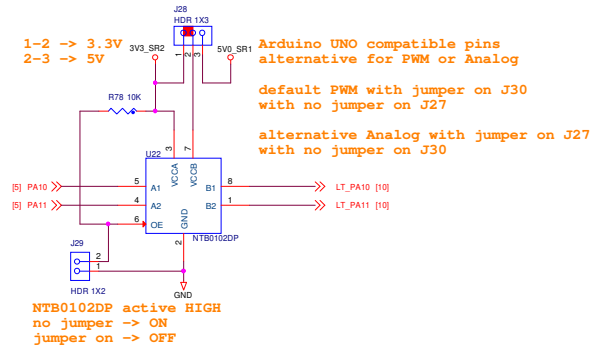 J28
HDR 1X3
1-2 -> 3.3V
2-3 -> 5V
3V3_SR2
5V0_SR1
1
2
3
Arduino UNO compatible pins
alternative for PWM or Analog
default PWM with jumper on J30
with no jumper on J27
alternative Analog with jumper on J27
with no jumper on J30
R78 10K
U22
3
7
VCCA
VCCB
[5] PA10
5
A1
B1
8
LT_PA10 [10]
[5] PA11
4
A2
B2
1
LT_PA11 [10]
6
OE
GND
2
NTB0102DP
J29
2
1
HDR 1X2
GND
NTB0102DP active HIGH
no jumper -> ON
jumper on -> OFF